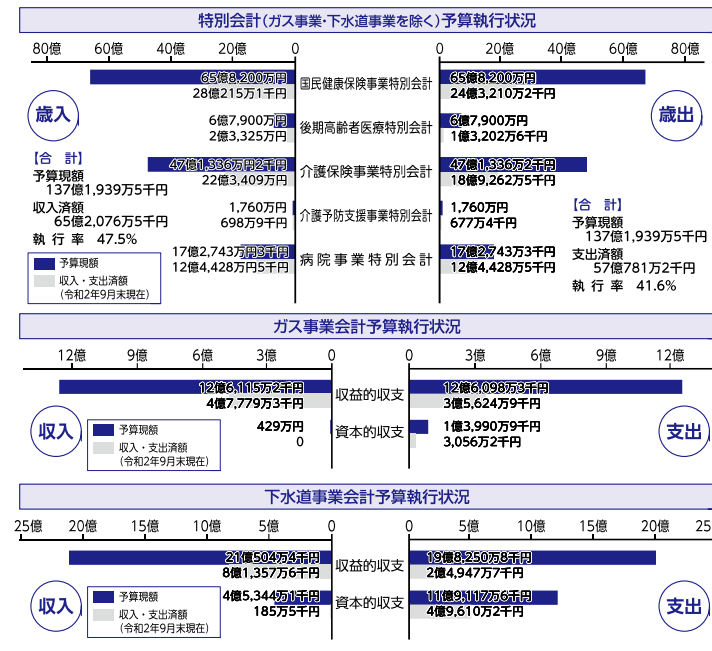 特別会計(ガス事業・下水道事業を除く)予算執行状況
80億 60億 40億 20億 0 0 20億 40億 60億 80億
歳入
歳出
65億8,200万円 国民健康保険事業特別会計 65億8,200万円
28億215万1千円 24億3,210万2千円
6億7,900万円 後期高齢者医療特別会計 6億7,900万円
2億3,325万円 1億3,202万6千円
47億1,336万円2千円 介護保険事業特別会計 47億1,336万2千円
22億3,409万円 18億9,262万5千円
1,760万円 介護予防支援事業特別会計 1,760万円
698万9千円 677万4千円
17億2,743万円3千円 病院事業特別会計 17億2,743万3千円
12億4,428万円5千円 12億4,428万5千円
【合 計】
予算現額
137億1,939万5千円
収入済額
65億2,076万5千円
執行率 47.5%
予算現額
収入・支出済額
(令和2年9月末現在)
【合 計】
予算現額
137億1,939万5千円
支出済額
57億781万2千円
執行率 41.6%
ガス事業会計予算執行状況
12億 9億 6億 3億 0 0 3億 6億 9億 12億
収入
支出
12億6,115万2千円 収益的収支 12億6,098万3千円
4億7,779万3千円 3億5,624万9千円
429万円 資本的収支 1億3,990万9千円
0 3,056万2千円
予算現額
収入・支出済額
(令和2年9月末現在)
下水道事業会計予算執行状況
25億 20億 15億 10億 5億 0 0 5億 10億 15億 20億 25
収入
支出
21億504万4千円 収益的収支 19億8,250万8千円
8億1,357万6千円 2億4,947万7千円
4億5,344万1千円 資本的収支 11億9,117万6千円
185万5千円 4億9,610万2千円
予算現額
収入・支出済額
(令和2年9月末現在)